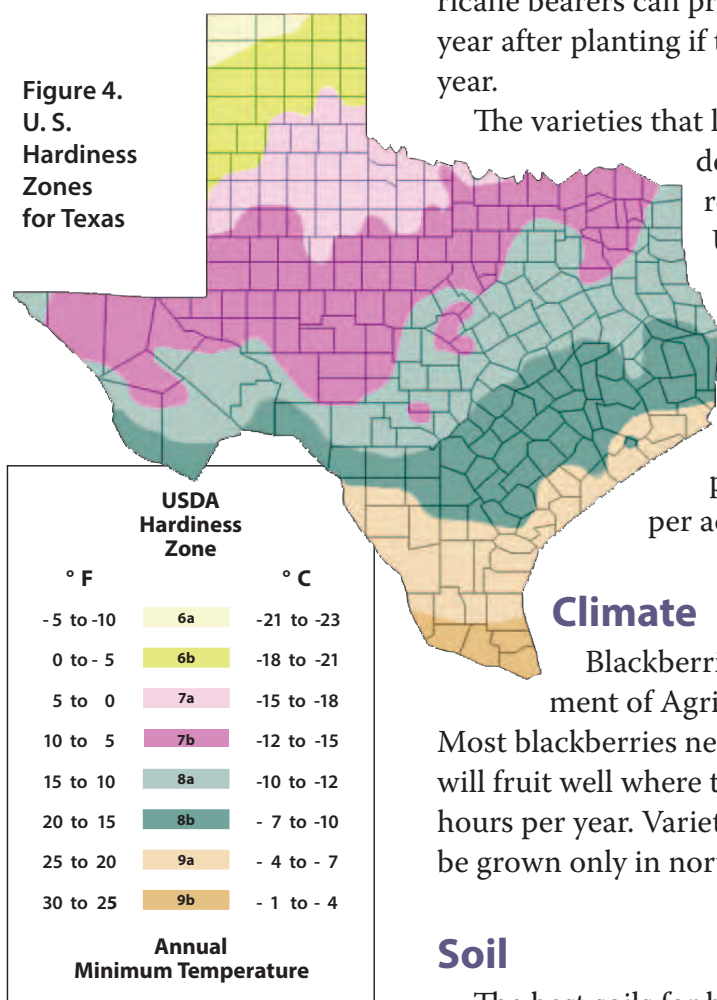 ricane bearers can pr
year after planting if t
year.
The varieties that l
de
r
Figure 4.
U. S.
Hardiness
Zones
for Texas
p
per a
USDA
Hardiness
Zone
° F ° C
- 5 to -10 6a -21 to -23
0 to - 5 6b -18 to -21
5 to 0 7a -15 to -18
10 to 5 7b -12 to -15
15 to 10 8a -10 to -12
20 to 15 8b - 7 to -10
25 to 20 9a - 4 to - 7
30 to 25 9b - 1 to - 4
Annual
Minimum Temperature
Climate
Blackberri
ment of Agri
Most blackberries ne
will fruit well where t
hours per year. Variet
be grown only in nor
Soil